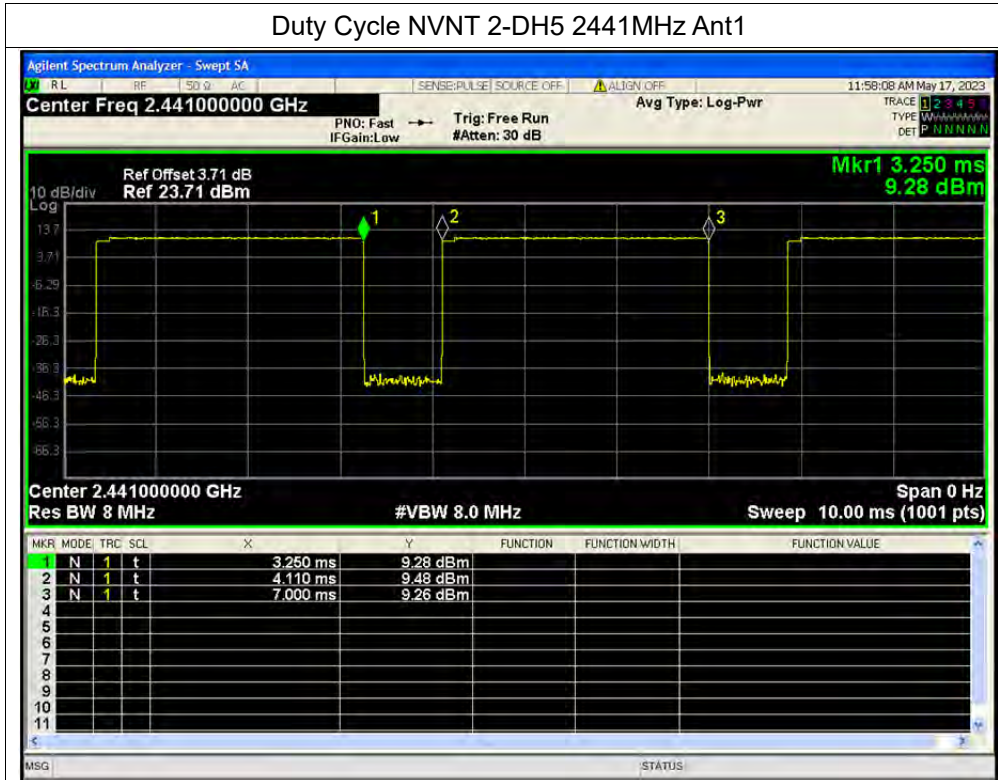 Duty Cycle NVNT 2-DH5 2441MHz Ant1
Agilent Spectrum Analyzer - Swept SA
RL RF 50 Ω AC SENSE:PULSE SOURCE OFF ALIGN OFF 11:58:08 AM May 17, 2023
Center Freq 2.441000000 GHz
PNO: Fast
IFGain:Low
Trig: Free Run
#Atten: 30 dB
Avg Type: Log-Pwr
TRACE 1 2 3 4 5 6
TYPE W
DET P N N N N N
Ref Offset 3.71 dB
10 dB/div Ref 23.71 dBm
Log
Mkr1 3.250 ms
9.28 dBm
1 2 3
13.7
3.71
-6.29
-16.3
-26.3
-36.3
-46.3
-56.3
-66.3
Center 2.441000000 GHz Span 0 Hz
Res BW 8 MHz #VBW 8.0 MHz Sweep 10.00 ms (1001 pts)
MKR MODE TRC SCL X Y FUNCTION FUNCTION WIDTH FUNCTION VALUE
1 N 1 t 3.250 ms 9.28 dBm
2 N 1 t 4.110 ms 9.48 dBm
3 N 1 t 7.000 ms 9.26 dBm
4
5
6
7
8
9
10
11
MSG STATUS